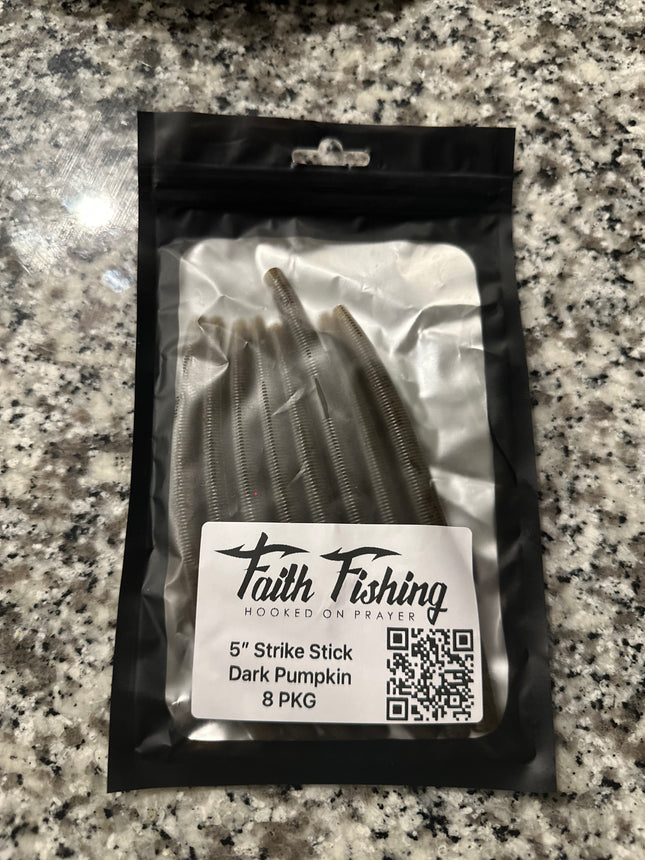 Faith Fishing
HOOKED ON PRAYER
5” Strike Stick
Dark Pumpkin
8 PKG